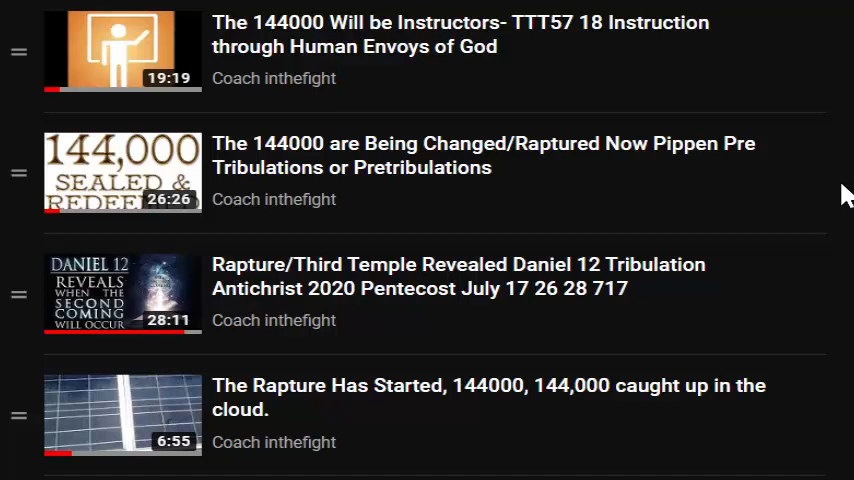 The 144000 Will be Instructors- TTT57 18 Instruction
through Human Envoys of God
19:19
Coach inthefight
144,000
SEALED &
REDEEMED
26:26
The 144000 are Being Changed/Raptured Now Pippen Pre
Tribulations or Pretribulations
Coach inthefight
DANIEL 12
REVEALS
WHEN THE
SECOND
COMING
WILL OCCUR
28:11
Rapture/Third Temple Revealed Daniel 12 Tribulation
Antichrist 2020 Pentecost July 17 26 28 717
Coach inthefight
The Rapture Has Started, 144000, 144,000 caught up in the
cloud.
6:55
Coach inthefight